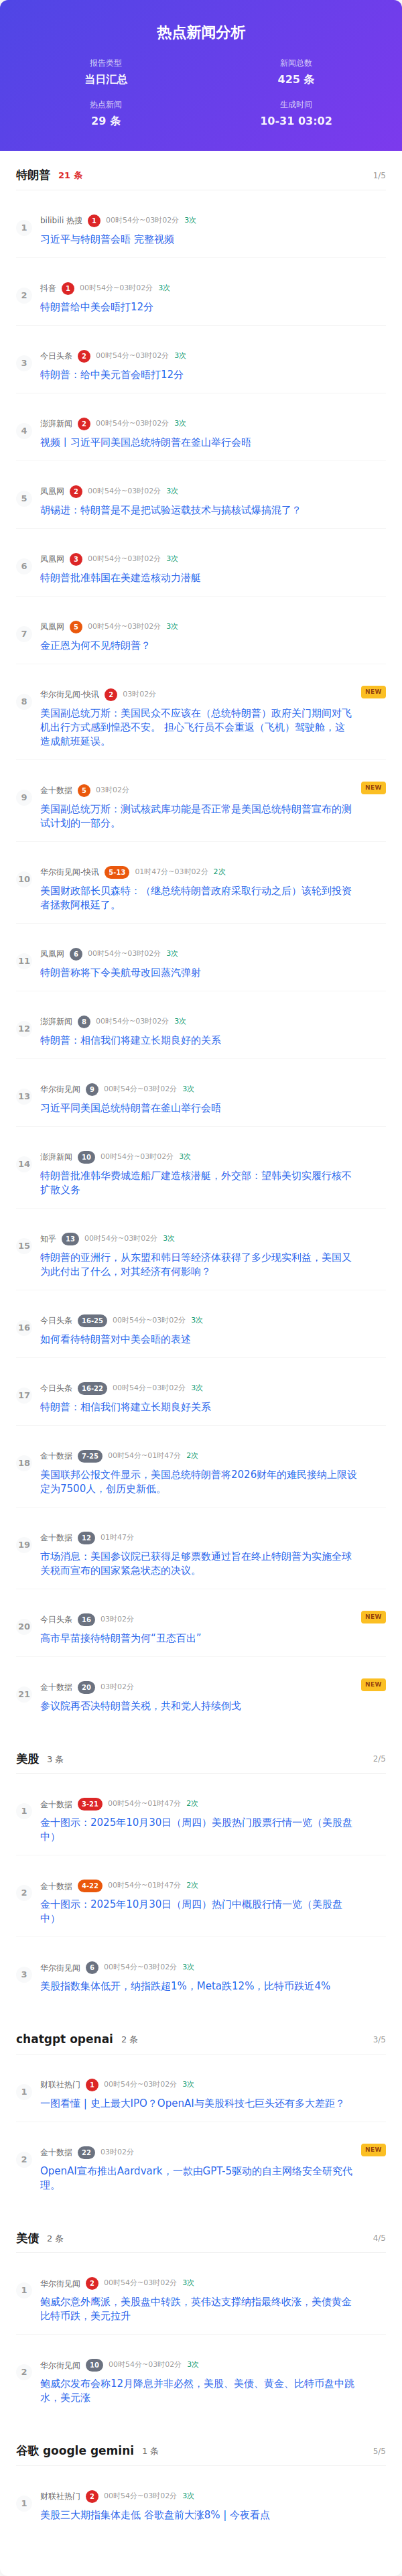 热点新闻分析
报告类型
当日汇总
新闻总数
425 条
热点新闻
29 条
生成时间
10-31 03:02
特朗普 21 条 1/5
1
bilibili 热搜 1 00时54分~03时02分 3次
习近平与特朗普会晤 完整视频
2
抖音 1 00时54分~03时02分 3次
特朗普给中美会晤打12分
3
今日头条 2 00时54分~03时02分 3次
特朗普：给中美元首会晤打12分
4
澎湃新闻 2 00时54分~03时02分 3次
视频丨习近平同美国总统特朗普在釜山举行会晤
5
凤凰网 2 00时54分~03时02分 3次
胡锡进：特朗普是不是把试验运载技术与搞核试爆搞混了？
6
凤凰网 3 00时54分~03时02分 3次
特朗普批准韩国在美建造核动力潜艇
7
凤凰网 5 00时54分~03时02分 3次
金正恩为何不见特朗普？
8
华尔街见闻-快讯 2 03时02分 NEW
美国副总统万斯：美国民众不应该在（总统特朗普）政府关门期间对飞
机出行方式感到惶恐不安。 担心飞行员不会重返（飞机）驾驶舱，这
造成航班延误。
9
金十数据 5 03时02分 NEW
美国副总统万斯：测试核武库功能是否正常是美国总统特朗普宣布的测
试计划的一部分。
10
华尔街见闻-快讯 5-13 01时47分~03时02分 2次
美国财政部长贝森特：（继总统特朗普政府采取行动之后）该轮到投资
者拯救阿根廷了。
11
凤凰网 6 00时54分~03时02分 3次
特朗普称将下令美航母改回蒸汽弹射
12
澎湃新闻 8 00时54分~03时02分 3次
特朗普：相信我们将建立长期良好的关系
13
华尔街见闻 9 00时54分~03时02分 3次
习近平同美国总统特朗普在釜山举行会晤
14
澎湃新闻 10 00时54分~03时02分 3次
特朗普批准韩华费城造船厂建造核潜艇，外交部：望韩美切实履行核不
扩散义务
15
知乎 13 00时54分~03时02分 3次
特朗普的亚洲行，从东盟和日韩等经济体获得了多少现实利益，美国又
为此付出了什么，对其经济有何影响？
16
今日头条 16-25 00时54分~03时02分 3次
如何看待特朗普对中美会晤的表述
17
今日头条 16-22 00时54分~03时02分 3次
特朗普：相信我们将建立长期良好关系
18
金十数据 7-25 00时54分~01时47分 2次
美国联邦公报文件显示，美国总统特朗普将2026财年的难民接纳上限设
定为7500人，创历史新低。
19
金十数据 12 01时47分
市场消息：美国参议院已获得足够票数通过旨在终止特朗普为实施全球
关税而宣布的国家紧急状态的决议。
20
今日头条 16 03时02分 NEW
高市早苗接待特朗普为何“丑态百出”
21
金十数据 20 03时02分 NEW
参议院再否决特朗普关税，共和党人持续倒戈
美股 3 条 2/5
1
金十数据 3-21 00时54分~01时47分 2次
金十图示：2025年10月30日（周四）美股热门股票行情一览（美股盘
中）
2
金十数据 4-22 00时54分~01时47分 2次
金十图示：2025年10月30日（周四）热门中概股行情一览（美股盘
中）
3
华尔街见闻 6 00时54分~03时02分 3次
美股指数集体低开，纳指跌超1%，Meta跌12%，比特币跌近4%
chatgpt openai 2 条 3/5
1
财联社热门 1 00时54分~03时02分 3次
一图看懂 | 史上最大IPO？OpenAI与美股科技七巨头还有多大差距？
2
金十数据 22 03时02分 NEW
OpenAI宣布推出Aardvark，一款由GPT-5驱动的自主网络安全研究代
理。
美债 2 条 4/5
1
华尔街见闻 2 00时54分~03时02分 3次
鲍威尔意外鹰派，美股盘中转跌，英伟达支撑纳指最终收涨，美债黄金
比特币跌，美元拉升
2
华尔街见闻 10 00时54分~03时02分 3次
鲍威尔发布会称12月降息并非必然，美股、美债、黄金、比特币盘中跳
水，美元涨
谷歌 google gemini 1 条 5/5
1
财联社热门 2 00时54分~03时02分 3次
美股三大期指集体走低 谷歌盘前大涨8% | 今夜看点